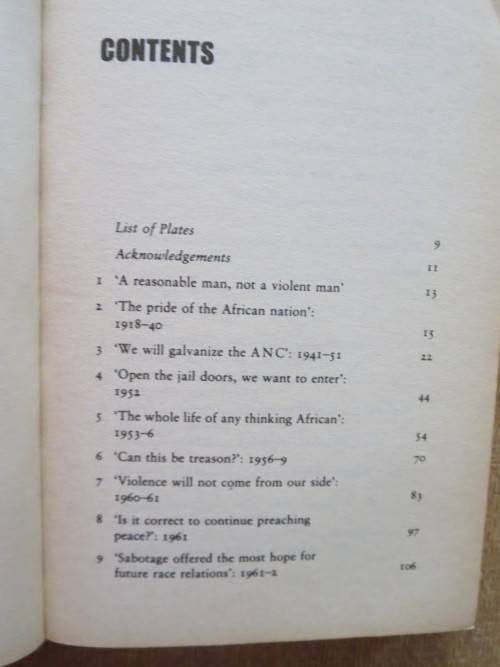 CONTENTS
List of Plates 9
Acknowledgements 11
1 'A reasonable man, not a violent man' 13
2 'The pride of the African nation':
1918–40 15
3 'We will galvanize the ANC': 1941–51 22
4 'Open the jail doors, we want to enter':
1952 44
5 'The whole life of any thinking African':
1953–6 54
6 'Can this be treason?': 1956–9 70
7 'Violence will not come from our side':
1960–61 83
8 'Is it correct to continue preaching
peace?': 1961 97
9 'Sabotage offered the most hope for
future race relations': 1961–2 106